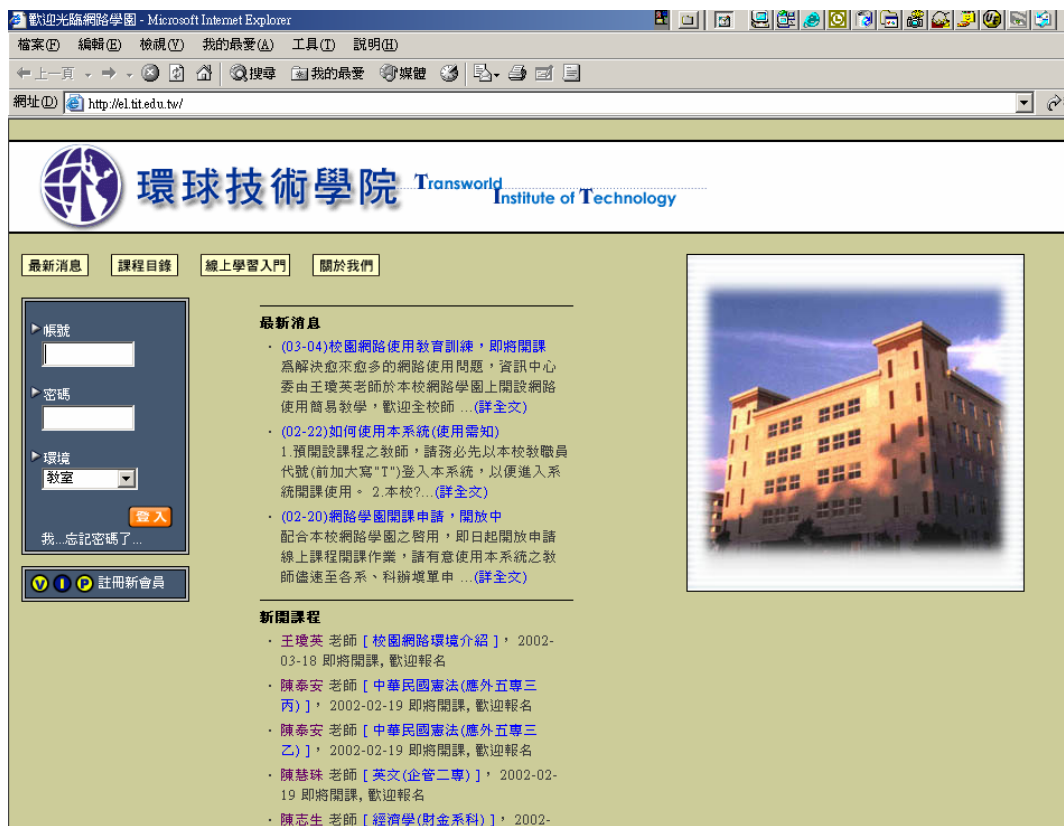 歡迎光臨網路學園 - Microsoft Internet Explorer
檔案(F) 編輯(E) 檢視(V) 我的最愛(A) 工具(T) 說明(H)
上一頁 搜尋 我的最愛 媒體
網址(D) http://el.tit.edu.tw/
環球技術學院 Transworld
Institute of Technology
最新消息 課程目錄 線上學習入門 關於我們
帳號
密碼
環境
教室
登入
我...忘記密碼了...
V I P 註冊新會員
最新消息
· (03-04)校園網路使用教育訓練,即將開課
為解決愈來愈多的網路使用問題,資訊中心
委由王瓊英老師於本校網路學園上開設網路
使用簡易教學,歡迎全校師 ...(詳全文)
· (02-22)如何使用本系統(使用需知)
1.預開設課程之教師,請務必先以本校教職員
代號(前加大寫"T")登入本系統,以便進入系
統開課使用。 2.本校?...(詳全文)
· (02-20)網路學園開課申請,開放中
配合本校網路學園之啓用,即日起開放申請
線上課程開課作業,請有意使用本系統之教
師儘速至各系、科辦填單申 ...(詳全文)
新開課程
· 王瓊英 老師 [ 校園網路環境介紹 ], 2002-
03-18 即將開課, 歡迎報名
· 陳泰安 老師 [ 中華民國憲法(應外五專三
丙) ], 2002-02-19 即將開課, 歡迎報名
· 陳泰安 老師 [ 中華民國憲法(應外五專三
乙) ], 2002-02-19 即將開課, 歡迎報名
· 陳慧珠 老師 [ 英文(企管二專) ], 2002-02-
19 即將開課, 歡迎報名
· 陳志生 老師 [ 經濟學(財金系科) ], 2002-